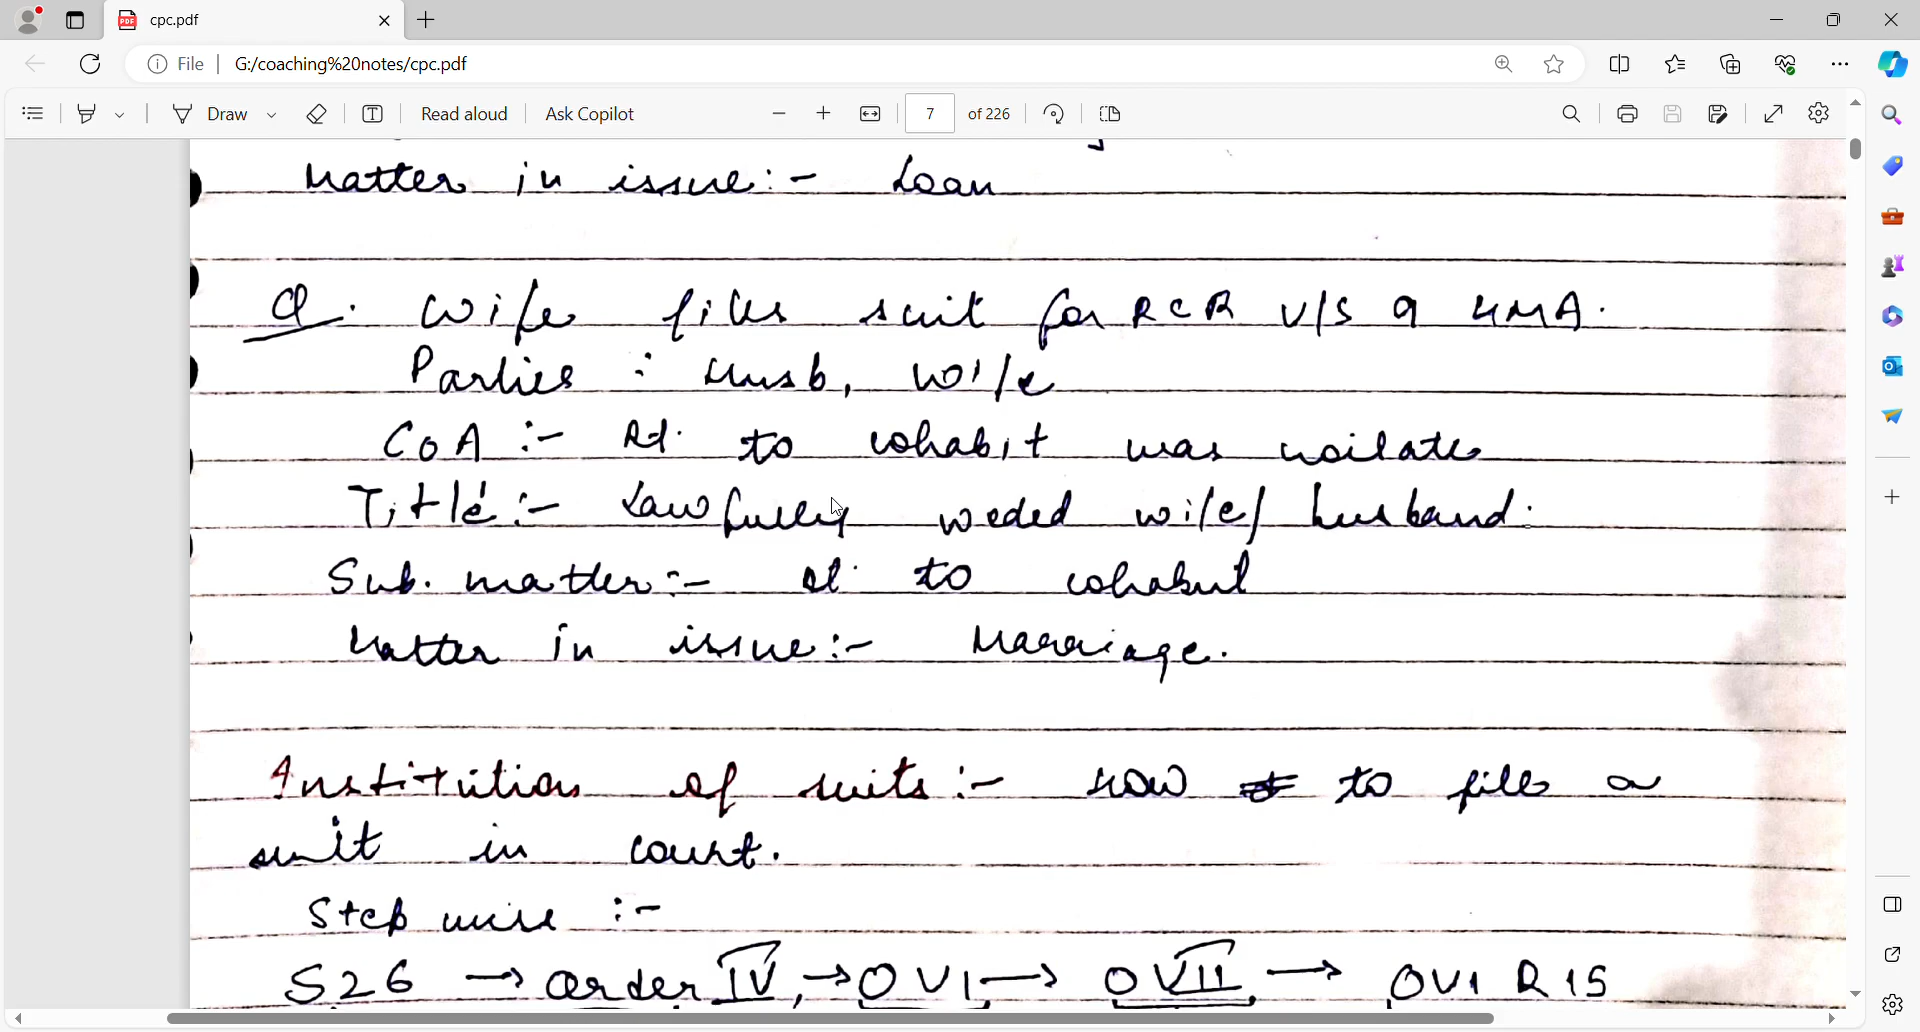 cpc.pdf
File
G:/coaching%20notes/cpc.pdf
Draw
Read aloud
Ask Copilot
7 of 226
Matter in issue:- Loan
Q. Wife files suit for RCR v/s 9 HMA.
Parties : Husb, wife
COA :- Rt. to cohabit was voilate
Title :- Lawfully weded wife/ husband.
Sub. matter :- rt. to cohabit
Matter in issue :- Marriage.
Institution of suits :- How to file a
suit in court.
Step wise :-
S26 → order IV, → O VI → O VII → OVI R 15